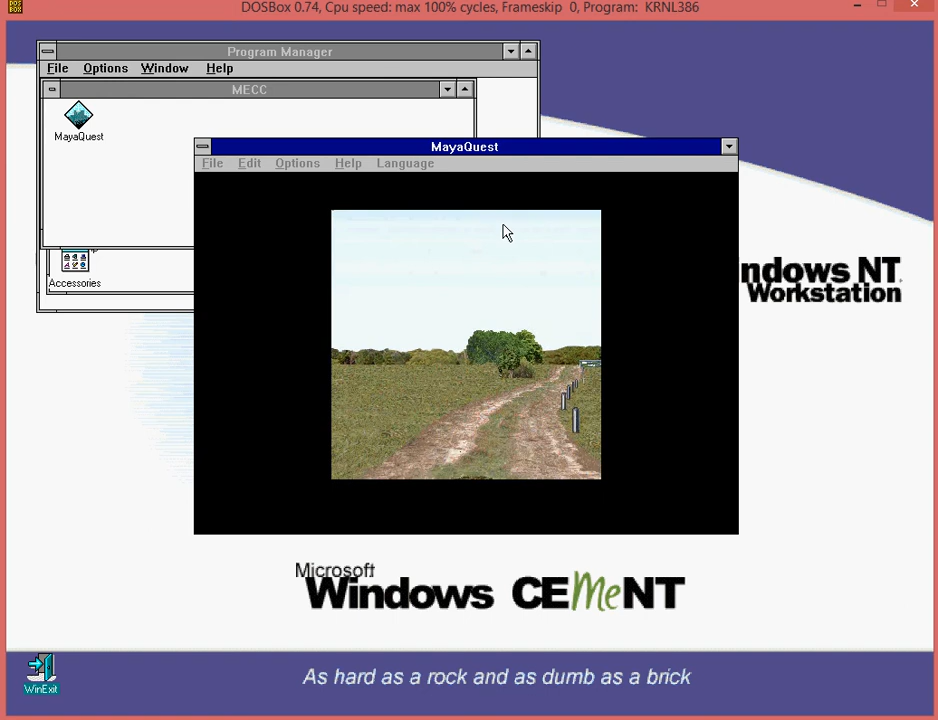 DOSBox 0.74, Cpu speed: max 100% cycles, Frameskip 0, Program: KRNL386
Program Manager
File Options Window Help
MECC
MayaQuest
MayaQuest
File Edit Options Help Language
Accessories
ndows NT
Workstation
Microsoft
Windows CEMeNT
WinExit
As hard as a rock and as dumb as a brick